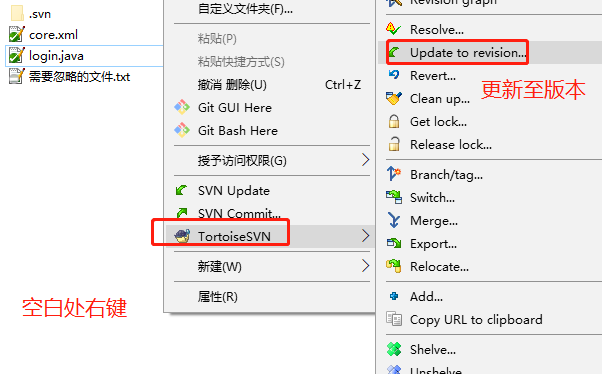 .svn
core.xml
login.java
需要忽略的文件.txt
自定义文件夹(F)...
粘贴(P)
粘贴快捷方式(S)
撤消 删除(U) Ctrl+Z
Git GUI Here
Git Bash Here
授予访问权限(G)
SVN Update
SVN Commit...
TortoiseSVN
新建(W)
属性(R)
空白处右键
Revision graph
Resolve...
Update to revision...
更新至版本
Revert...
Clean up...
Get lock...
Release lock...
Branch/tag...
Switch...
Merge...
Export...
Relocate...
Add...
Copy URL to clipboard
Shelve...
Unshelve